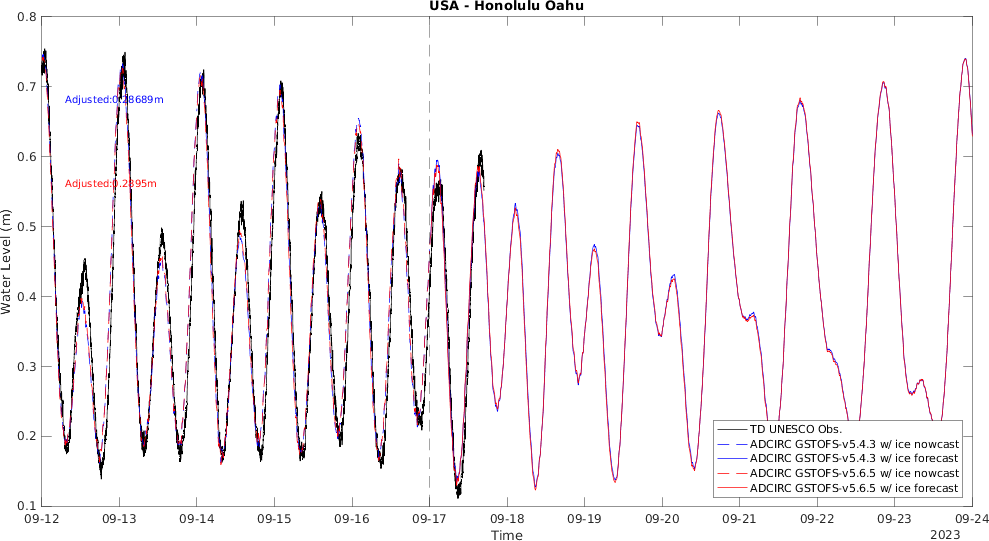 USA - Honolulu Oahu
0.8
0.7
0.6
0.5
0.4
0.3
0.2
0.1
Water Level (m)
Adjusted:0.28689m
Adjusted:0.2895m
TD UNESCO Obs.
ADCIRC GSTOFS-v5.4.3 w/ ice nowcast
ADCIRC GSTOFS-v5.4.3 w/ ice forecast
ADCIRC GSTOFS-v5.6.5 w/ ice nowcast
ADCIRC GSTOFS-v5.6.5 w/ ice forecast
09-12 09-13 09-14 09-15 09-16 09-17 09-18 09-19 09-20 09-21 09-22 09-23 09-24
Time
2023